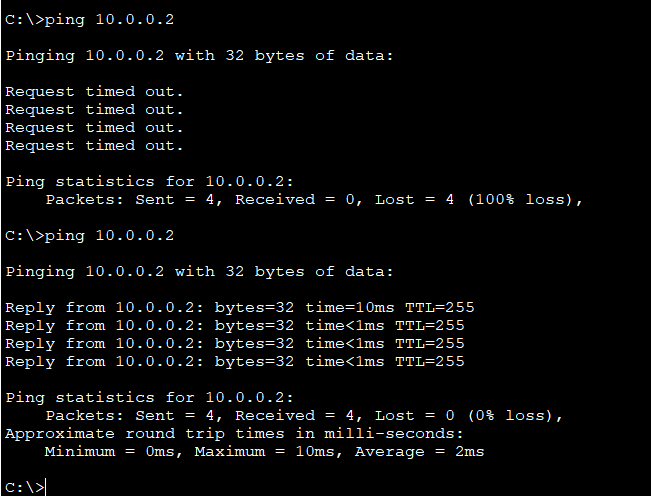 C:\>ping 10.0.0.2
Pinging 10.0.0.2 with 32 bytes of data:
Request timed out.
Request timed out.
Request timed out.
Request timed out.
Ping statistics for 10.0.0.2:
    Packets: Sent = 4, Received = 0, Lost = 4 (100% loss),
C:\>ping 10.0.0.2
Pinging 10.0.0.2 with 32 bytes of data:
Reply from 10.0.0.2: bytes=32 time=10ms TTL=255
Reply from 10.0.0.2: bytes=32 time<1ms TTL=255
Reply from 10.0.0.2: bytes=32 time<1ms TTL=255
Reply from 10.0.0.2: bytes=32 time<1ms TTL=255
Ping statistics for 10.0.0.2:
    Packets: Sent = 4, Received = 4, Lost = 0 (0% loss),
Approximate round trip times in milli-seconds:
    Minimum = 0ms, Maximum = 10ms, Average = 2ms
C:\>